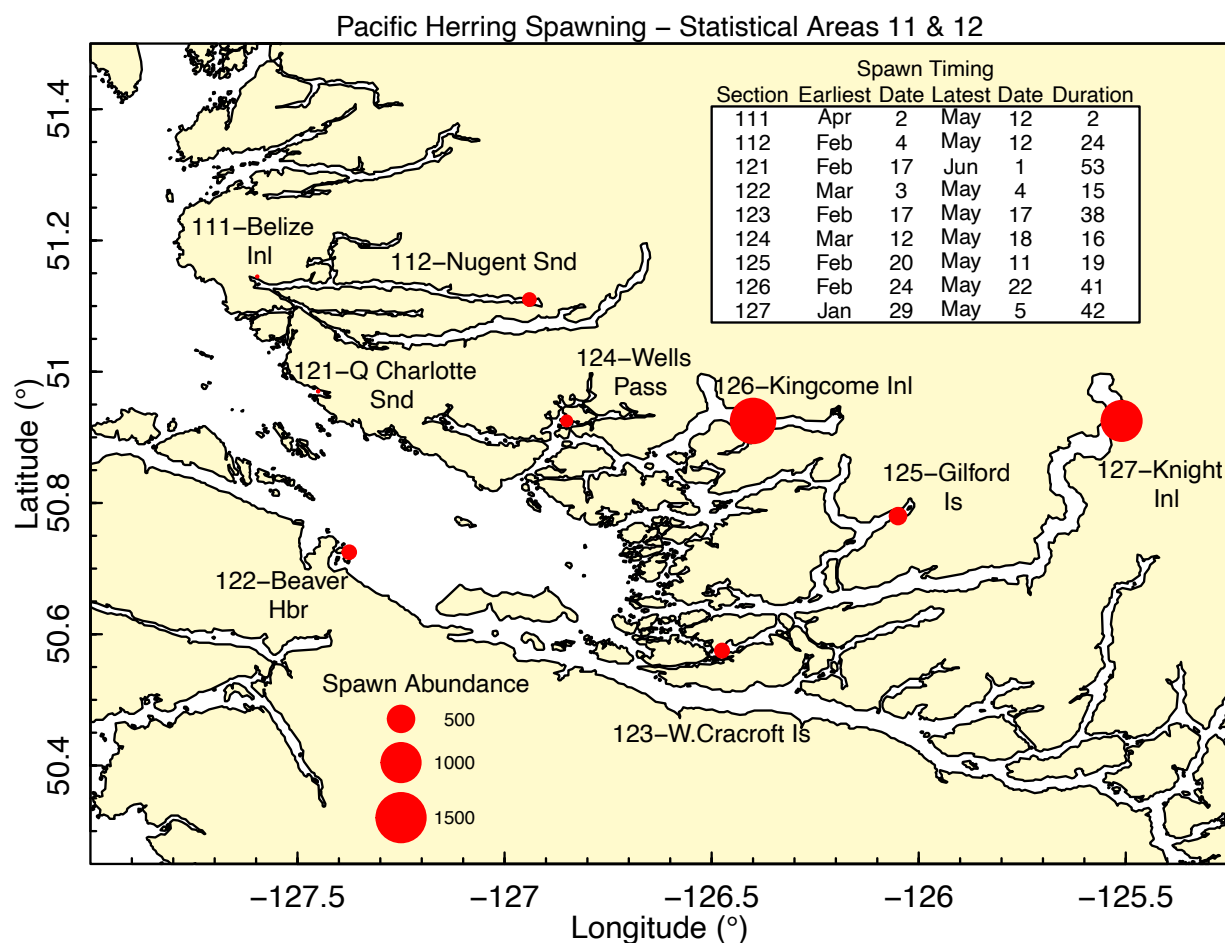 Pacific Herring Spawning − Statistical Areas 11 & 12
Spawn Timing
Section Earliest Date Latest Date Duration
111 Apr 2 May 12 2
112 Feb 4 May 12 24
121 Feb 17 Jun 1 53
122 Mar 3 May 4 15
123 Feb 17 May 17 38
124 Mar 12 May 18 16
125 Feb 20 May 11 19
126 Feb 24 May 22 41
127 Jan 29 May 5 42
111−Belize
Inl
112−Nugent Snd
121−Q Charlotte
Snd
124−Wells
Pass
126−Kingcome Inl
125−Gilford
Is
127−Knight
Inl
122−Beaver
Hbr
123−W.Cracroft Is
Spawn Abundance
500
1000
1500
Latitude (°)
51.4
51.2
51
50.8
50.6
50.4
−127.5 −127 −126.5 −126 −125.5
Longitude (°)